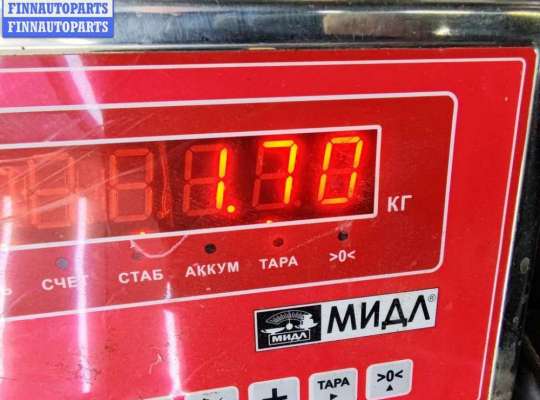 FINNAUTOPARTS
FINNAUTOPARTS
1.70
КГ
СЧЕТ СТАБ АККУМ ТАРА >0<
МИДЛ МИДЛ®
ТАРА >0<